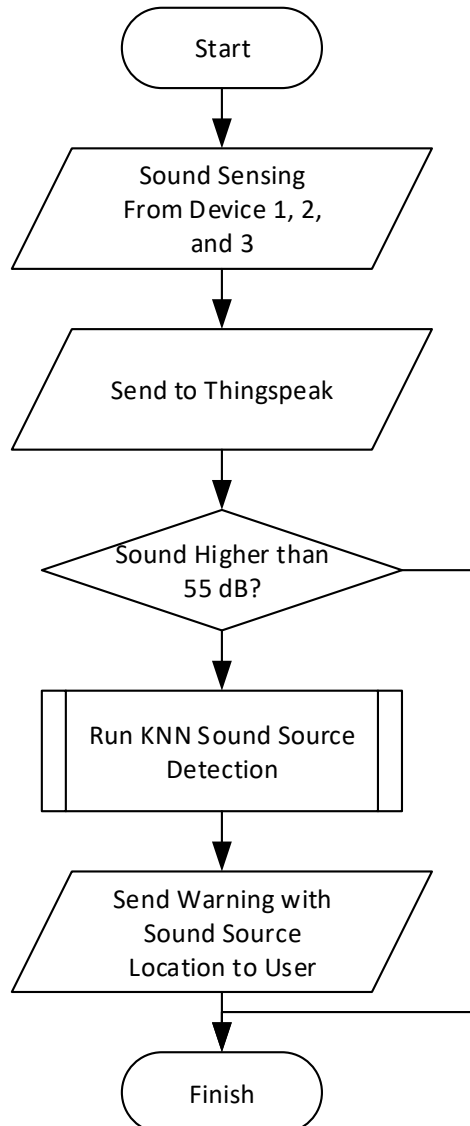 Start
Sound Sensing
From Device 1, 2,
and 3
Send to Thingspeak
Sound Higher than
55 dB?
Run KNN Sound Source
Detection
Send Warning with
Sound Source
Location to User
Finish